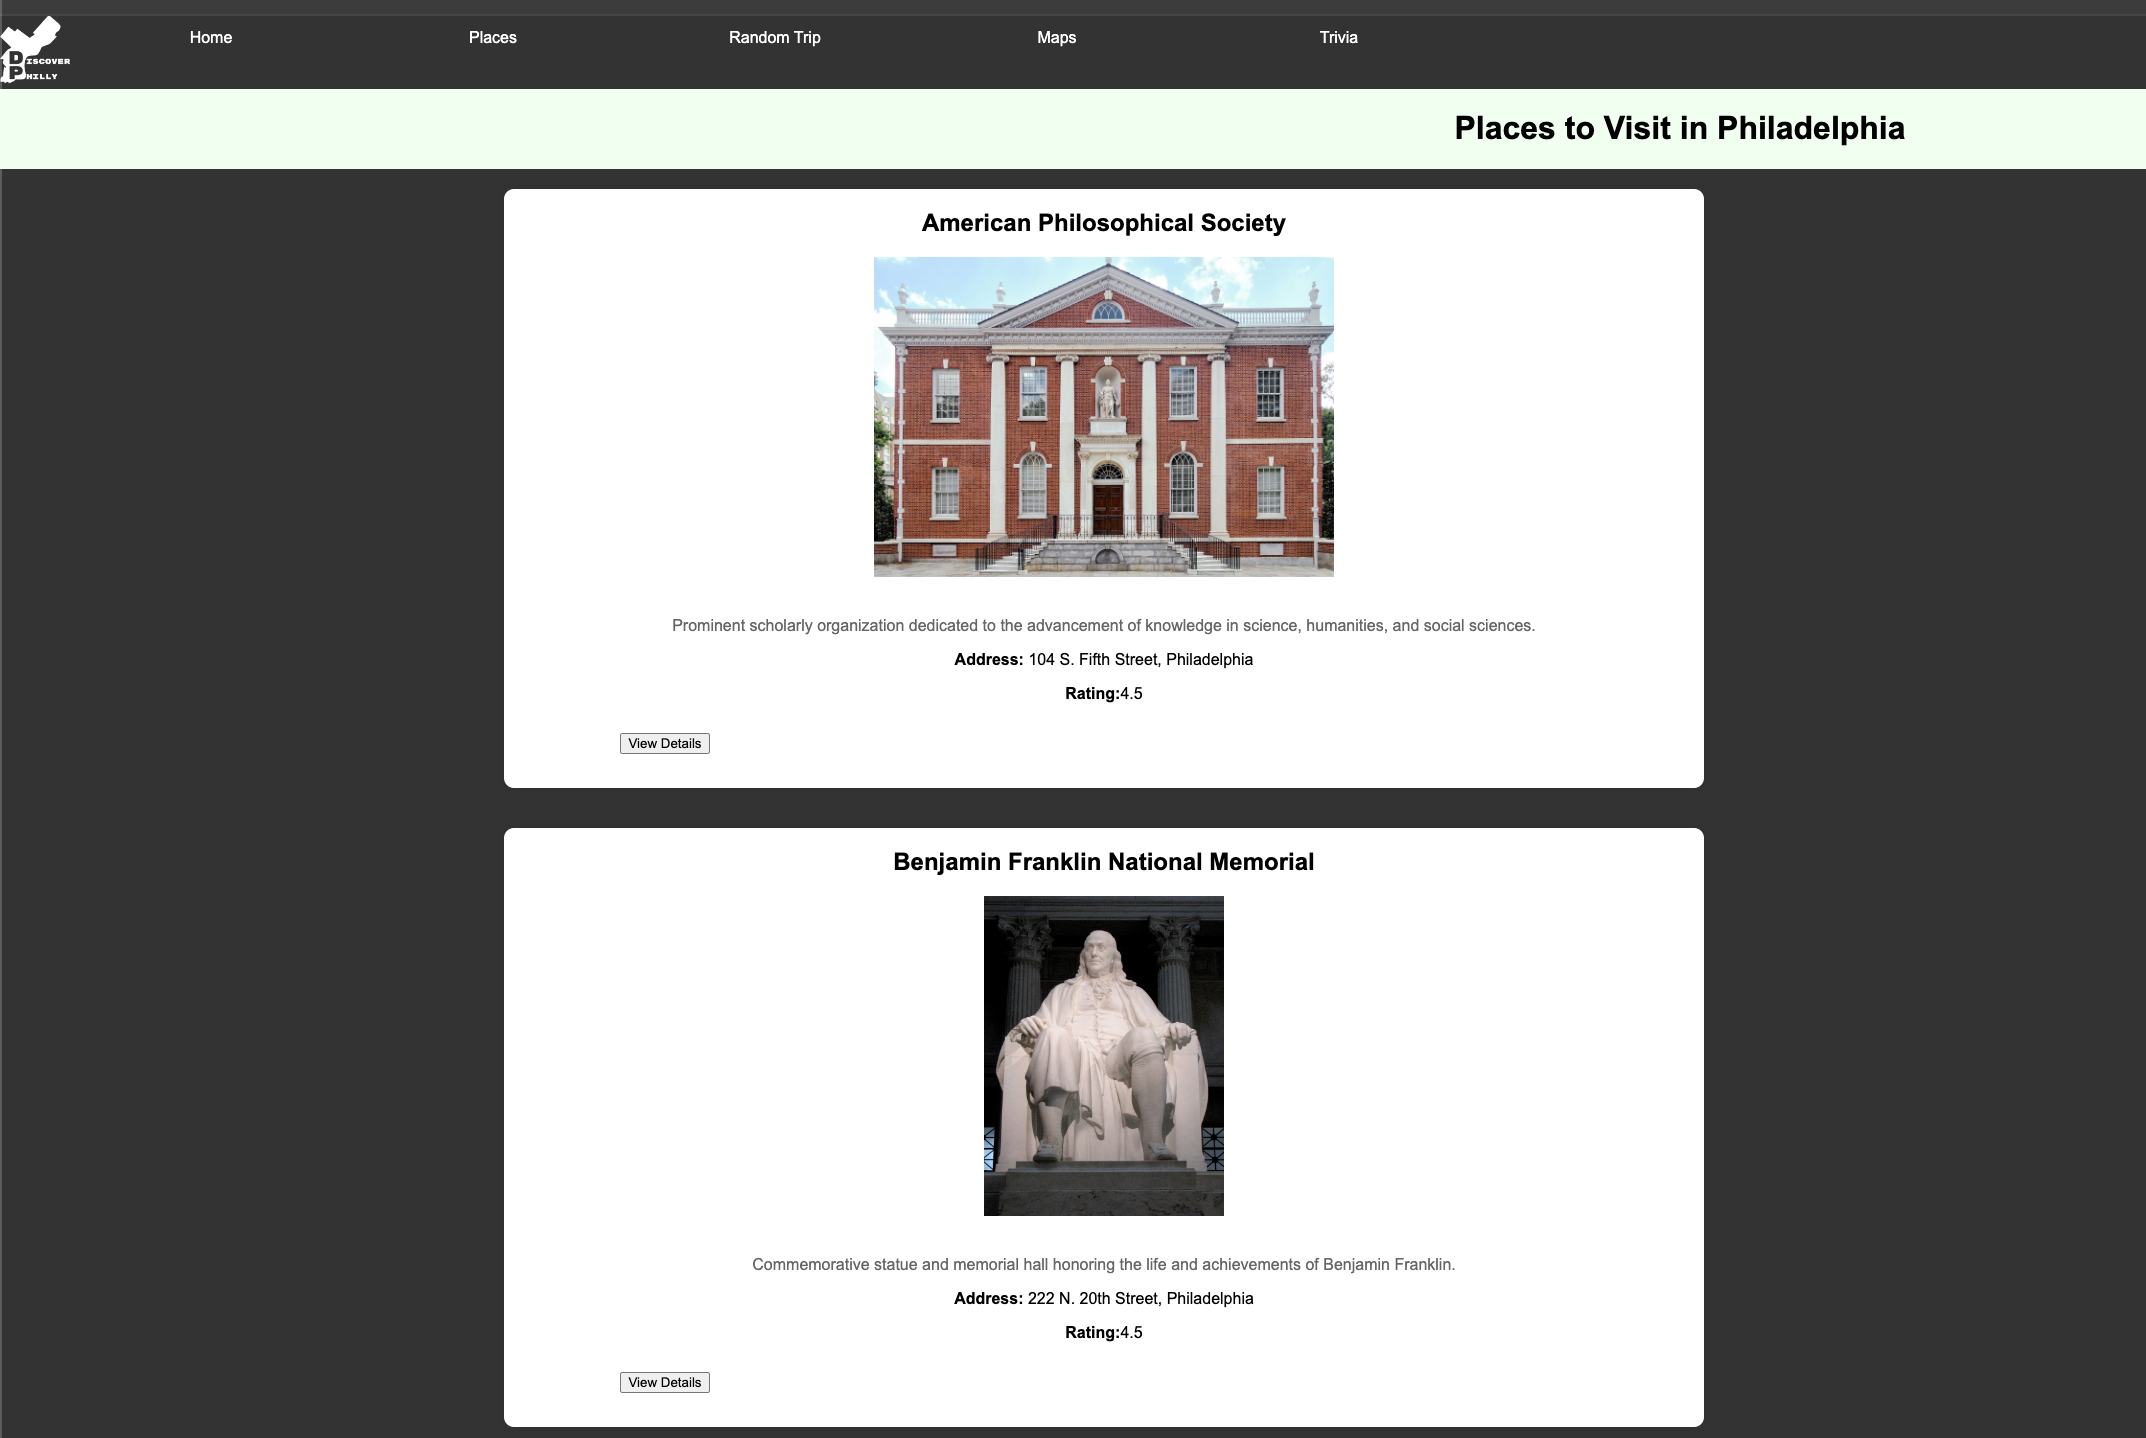 Home
Places
Random Trip
Maps
Trivia
DISCOVER
PHILLY
Places to Visit in Philadelphia
American Philosophical Society
Prominent scholarly organization dedicated to the advancement of knowledge in science, humanities, and social sciences.
Address: 104 S. Fifth Street, Philadelphia
Rating:4.5
View Details
Benjamin Franklin National Memorial
Commemorative statue and memorial hall honoring the life and achievements of Benjamin Franklin.
Address: 222 N. 20th Street, Philadelphia
Rating:4.5
View Details